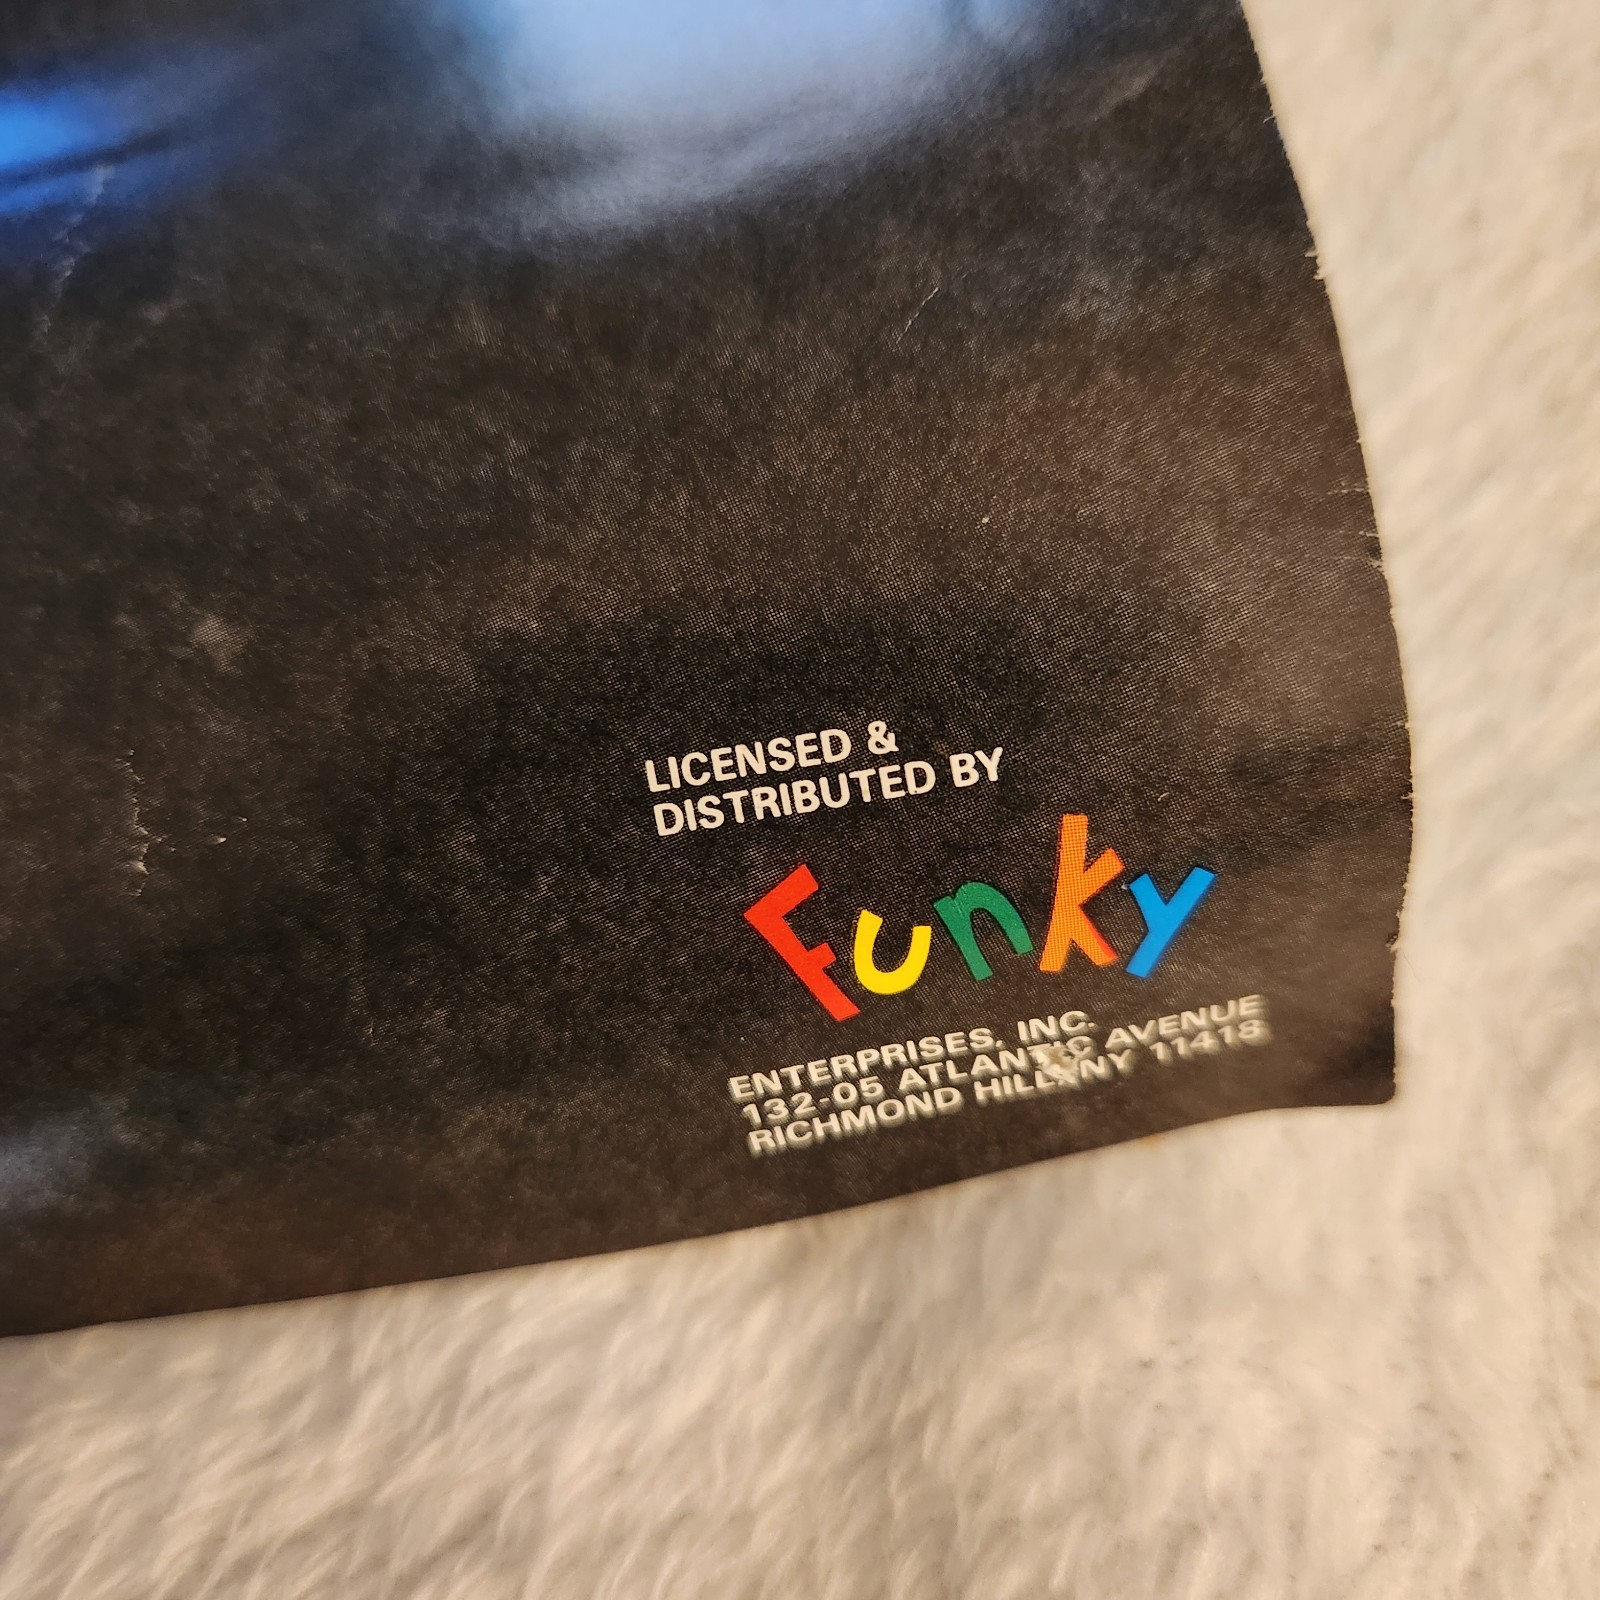 LICENSED &
DISTRIBUTED BY
Funky
ENTERPRISES, INC.
132-05 ATLANTIC AVENUE
RICHMOND HILL, NY 11418